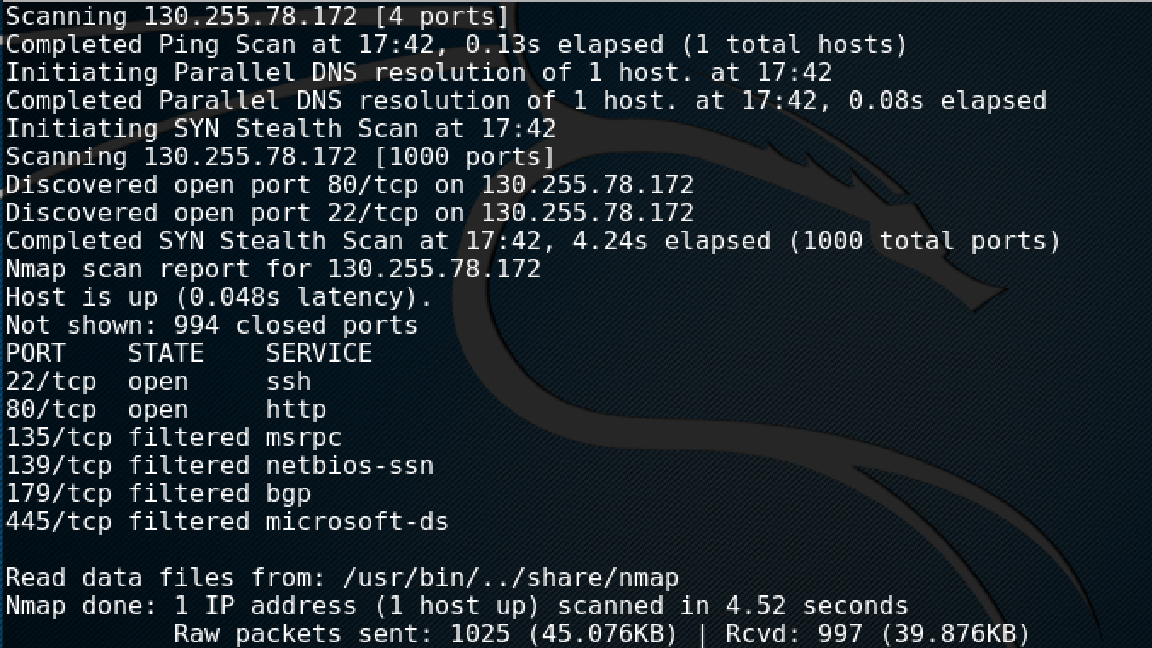 Scanning 130.255.78.172 [4 ports]
Completed Ping Scan at 17:42, 0.13s elapsed (1 total hosts)
Initiating Parallel DNS resolution of 1 host. at 17:42
Completed Parallel DNS resolution of 1 host. at 17:42, 0.08s elapsed
Initiating SYN Stealth Scan at 17:42
Scanning 130.255.78.172 [1000 ports]
Discovered open port 80/tcp on 130.255.78.172
Discovered open port 22/tcp on 130.255.78.172
Completed SYN Stealth Scan at 17:42, 4.24s elapsed (1000 total ports)
Nmap scan report for 130.255.78.172
Host is up (0.048s latency).
Not shown: 994 closed ports
PORT    STATE    SERVICE
22/tcp  open     ssh
80/tcp  open     http
135/tcp filtered msrpc
139/tcp filtered netbios-ssn
179/tcp filtered bgp
445/tcp filtered microsoft-ds
Read data files from: /usr/bin/../share/nmap
Nmap done: 1 IP address (1 host up) scanned in 4.52 seconds
           Raw packets sent: 1025 (45.076KB) | Rcvd: 997 (39.876KB)